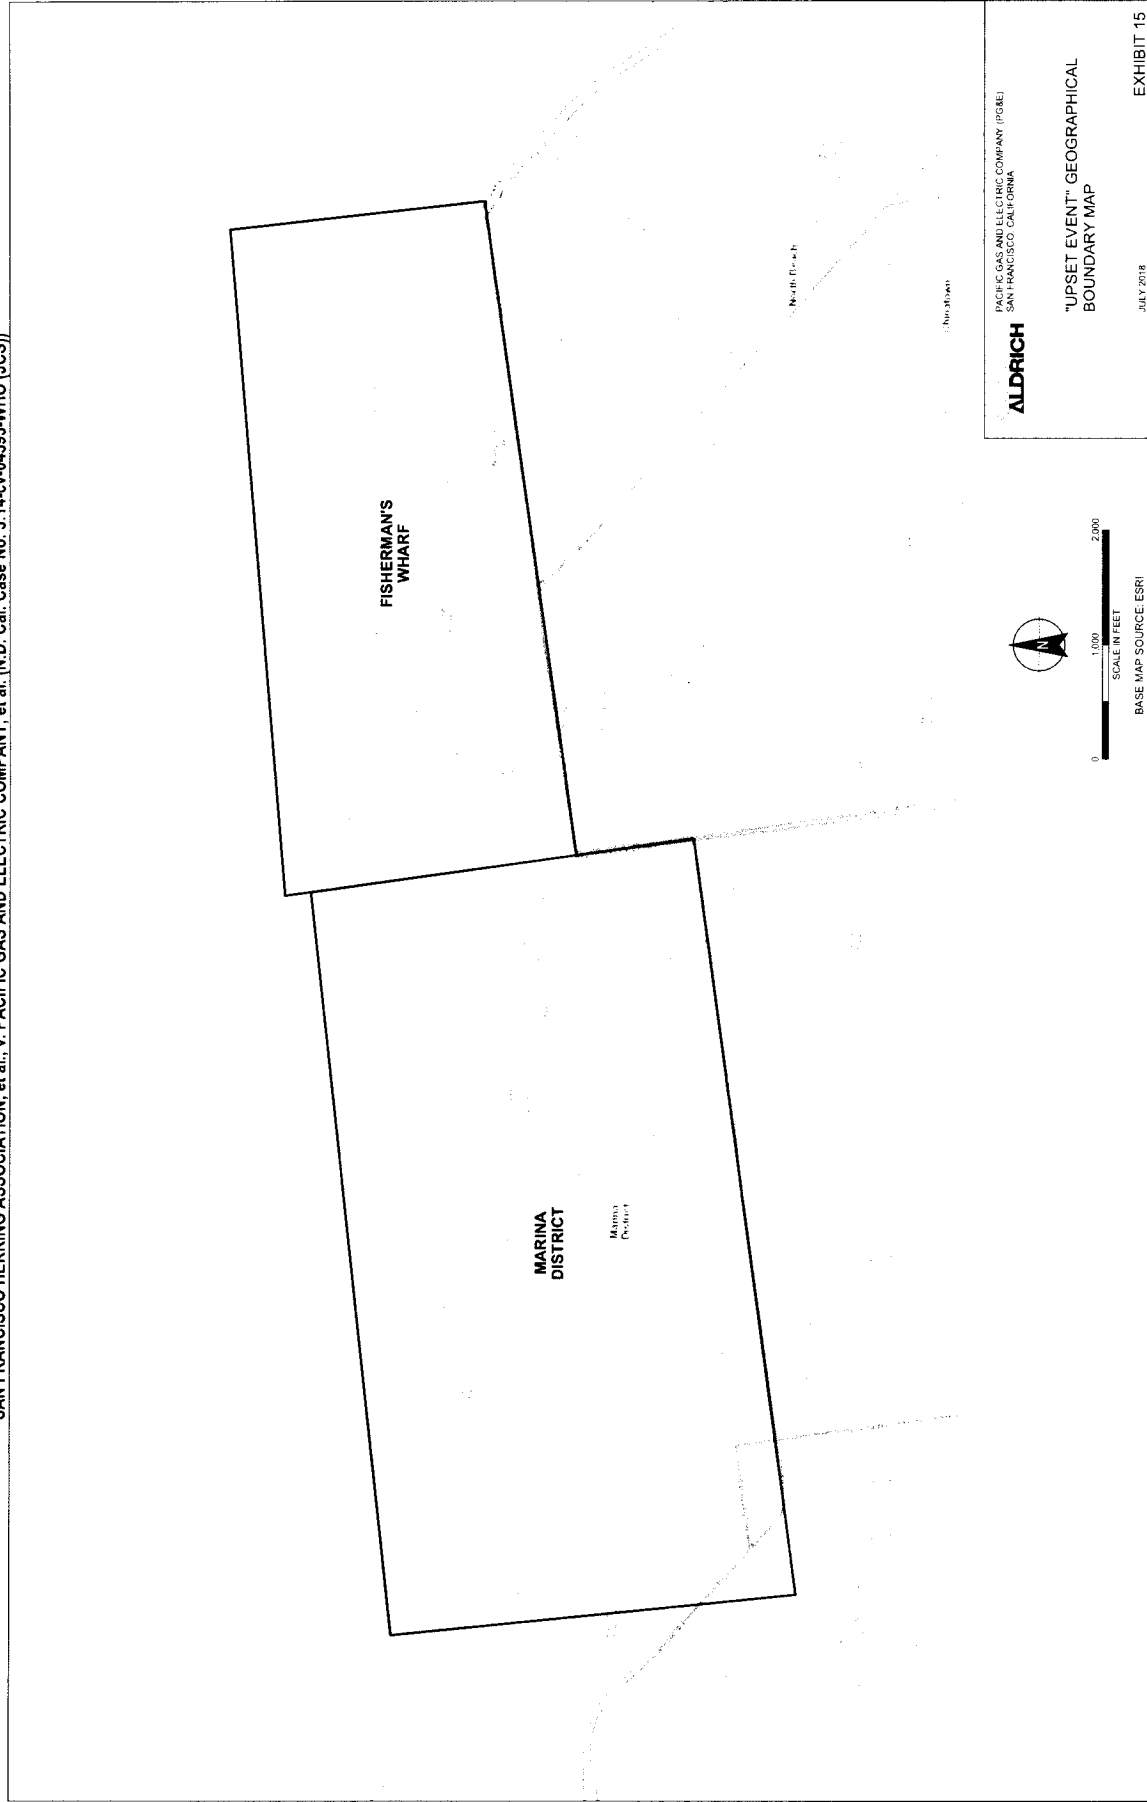 SAN FRANCISCO HERRING ASSOCIATION, et al., v. PACIFIC GAS AND ELECTRIC COMPANY, et al. (N.D. Cal. Case No. 3:14-cv-04393-WHO (JCS))
FISHERMAN'S
WHARF
MARINA
DISTRICT
Marina
District
North Beach
Chinatown
N
0
1,000
2,000
SCALE IN FEET
BASE MAP SOURCE: ESRI
ALDRICH
PACIFIC GAS AND ELECTRIC COMPANY (PG&E)
SAN FRANCISCO, CALIFORNIA
"UPSET EVENT" GEOGRAPHICAL
BOUNDARY MAP
JULY 2018
EXHIBIT 15